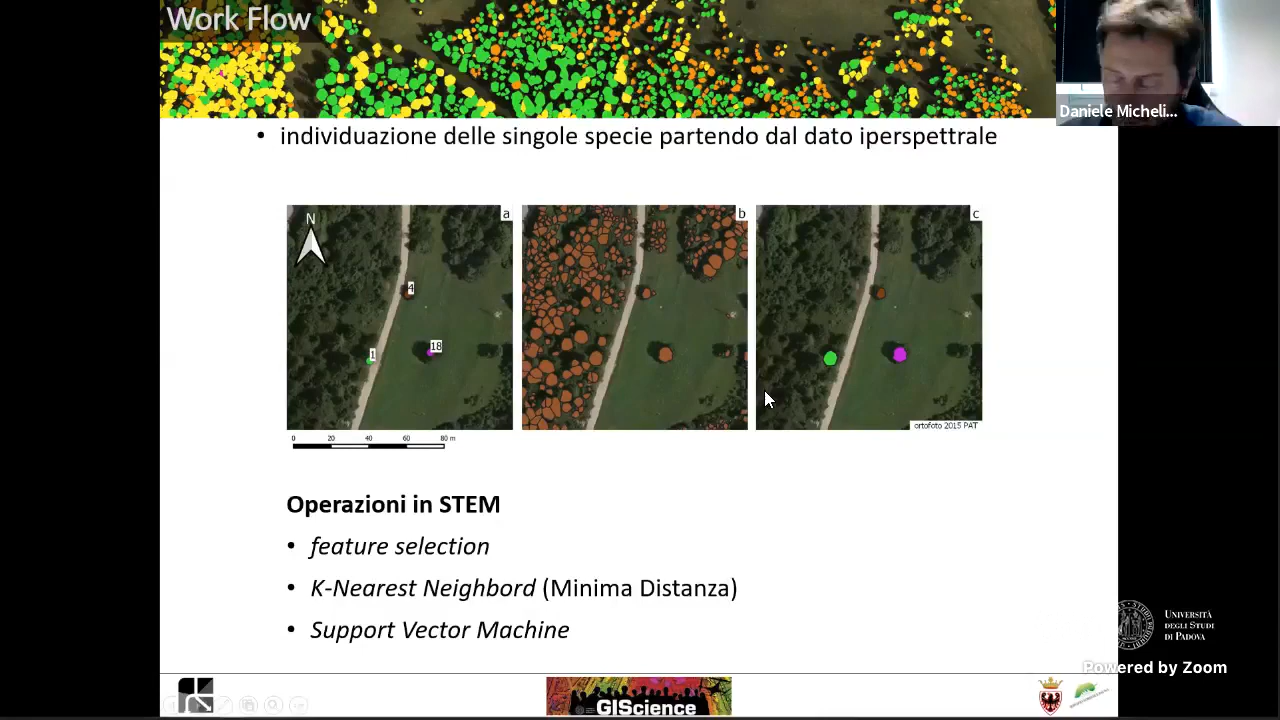 Work Flow
Daniele Micheli...
• individuazione delle singole specie partendo dal dato iperspettrale
a
b
c
N
4
1
18
ortofoto 2015 PAT
0 20 40 60 80 m
Operazioni in STEM
• feature selection
• K-Nearest Neighbord (Minima Distanza)
• Support Vector Machine
UNIVERSITÀ
DEGLI STUDI
DI PADOVA
Powered by Zoom
GIScience